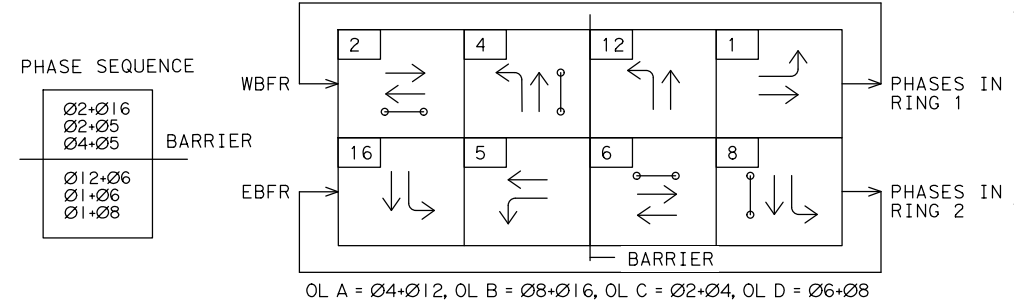 PHASE SEQUENCE
Ø2+Ø16
Ø2+Ø5
Ø4+Ø5
BARRIER
Ø12+Ø6
Ø1+Ø6
Ø1+Ø8
WBFR
2
4
12
1
PHASES IN
RING 1
EBFR
16
5
6
8
PHASES IN
RING 2
BARRIER
OL A = Ø4+Ø12, OL B = Ø8+Ø16, OL C = Ø2+Ø4, OL D = Ø6+Ø8